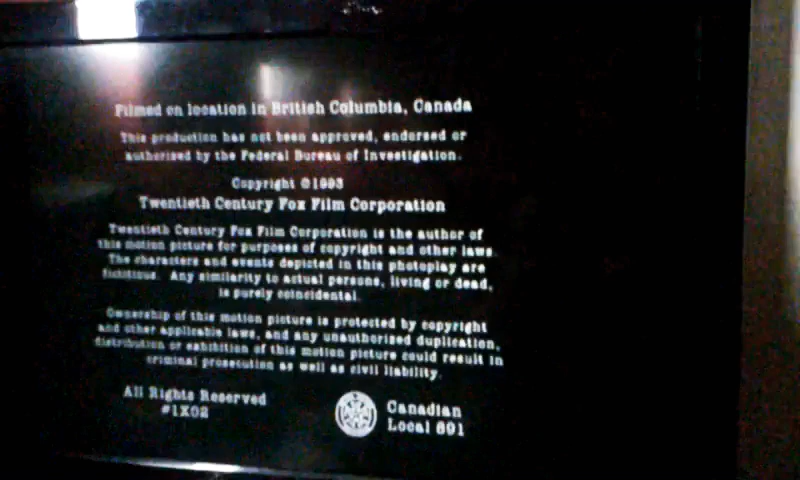 Filmed on location in British Columbia, Canada
This production has not been approved, endorsed or
authorized by the Federal Bureau of Investigation.
Copyright ©1993
Twentieth Century Fox Film Corporation
Twentieth Century Fox Film Corporation is the author of
this motion picture for purposes of copyright and other laws.
The characters and events depicted in this photoplay are
fictitious. Any similarity to actual persons, living or dead,
is purely coincidental.
Ownership of this motion picture is protected by copyright
and other applicable laws, and any unauthorized duplication,
distribution or exhibition of this motion picture could result in
criminal prosecution as well as civil liability.
All Rights Reserved
#1X02
Canadian
Local 891